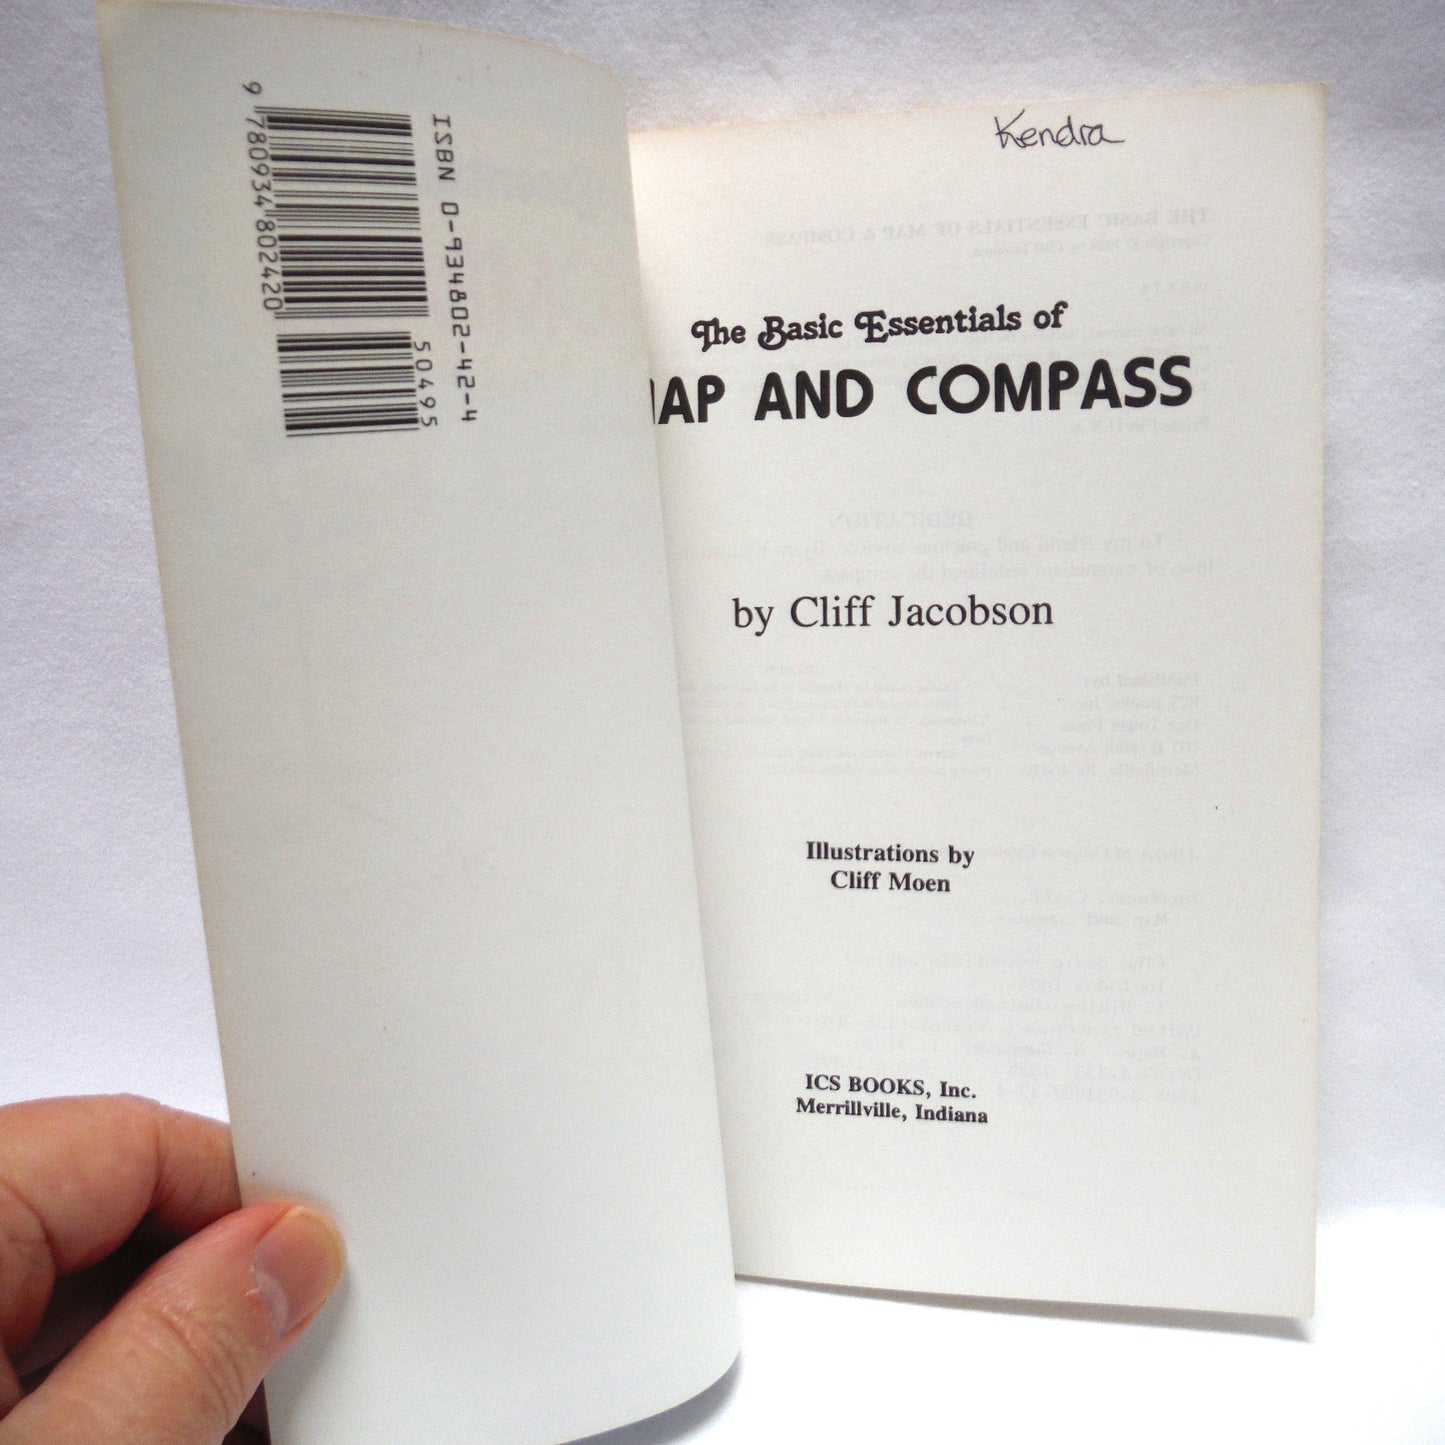 ISBN 0-934802-42-4
9 780934 802420
50495
Kendra
The Basic Essentials of
MAP AND COMPASS
by Cliff Jacobson
Illustrations by
Cliff Moen
ICS BOOKS, Inc.
Merrillville, Indiana